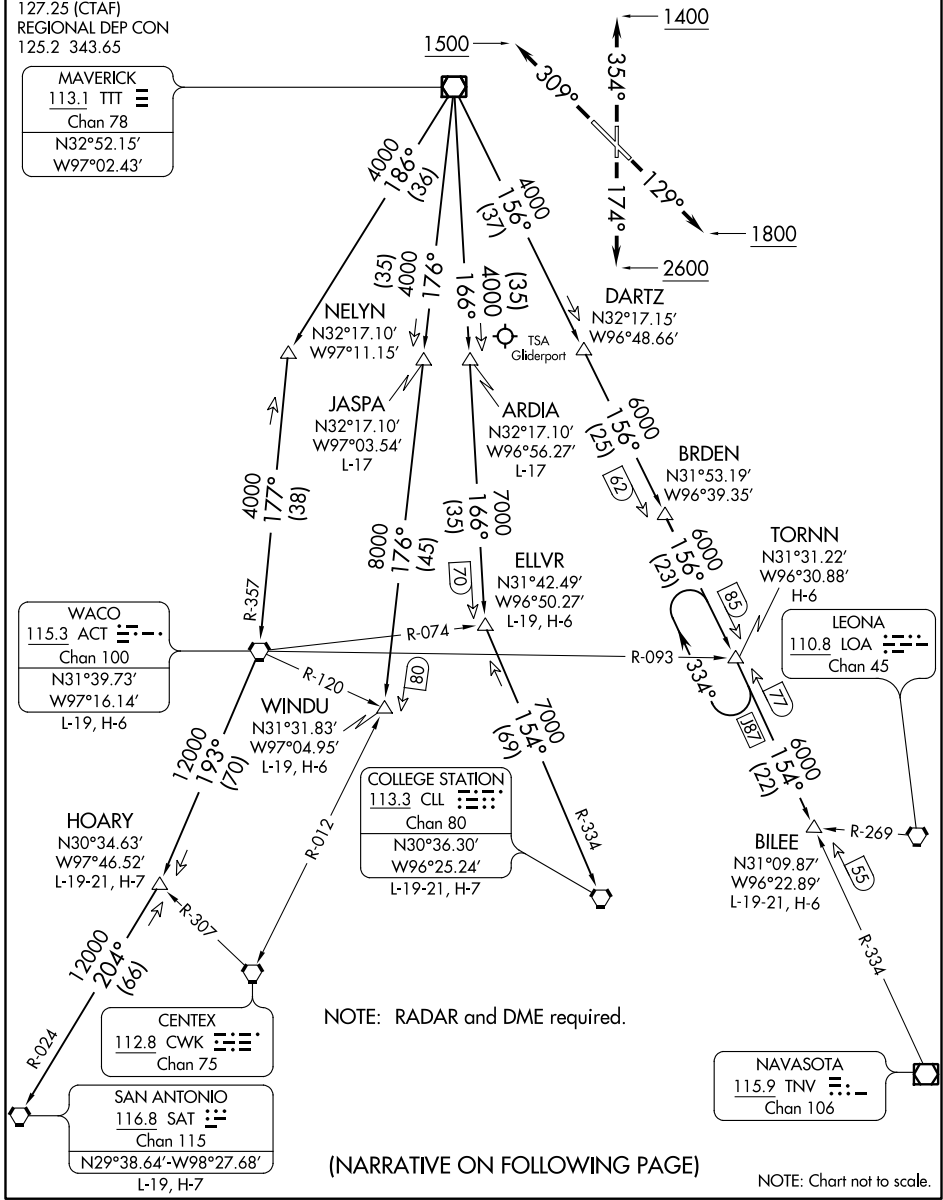 127.25 (CTAF)
REGIONAL DEP CON
125.2 343.65
MAVERICK
113.1 TTT
Chan 78
N32°52.15'
W97°02.43'
1500
1400
309°
354°
129°
174°
1800
2600
4000
186°
(36)
(35)
4000
176°
(35)
4000
166°
4000
156°
(37)
TSA
Gliderport
NELYN
N32°17.10'
W97°11.15'
JASPA
N32°17.10'
W97°03.54'
L-17
ARDIA
N32°17.10'
W96°56.27'
L-17
DARTZ
N32°17.15'
W96°48.66'
6000
156°
(25)
62
BRDEN
N31°53.19'
W96°39.35'
4000
177°
(38)
R-357
8000
176°
(45)
7000
166°
(35)
70
ELLVR
N31°42.49'
W96°50.27'
L-19, H-6
6000
156°
(23)
85
TORNN
N31°31.22'
W96°30.88'
H-6
WACO
115.3 ACT
Chan 100
N31°39.73'
W97°16.14'
L-19, H-6
R-074
R-093
R-120
80
WINDU
N31°31.83'
W97°04.95'
L-19, H-6
334°
J87
77
LEONA
110.8 LOA
Chan 45
12000
193°
(70)
7000
154°
(69)
R-334
6000
154°
(22)
COLLEGE STATION
113.3 CLL
Chan 80
N30°36.30'
W96°25.24'
L-19-21, H-7
HOARY
N30°34.63'
W97°46.52'
L-19-21, H-7
R-012
BILEE
N31°09.87'
W96°22.89'
L-19-21, H-6
R-269
55
R-334
R-307
12000
204°
(66)
R-024
CENTEX
112.8 CWK
Chan 75
NOTE: RADAR and DME required.
SAN ANTONIO
116.8 SAT
Chan 115
N29°38.64'-W98°27.68'
L-19, H-7
NAVASOTA
115.9 TNV
Chan 106
(NARRATIVE ON FOLLOWING PAGE)
NOTE: Chart not to scale.